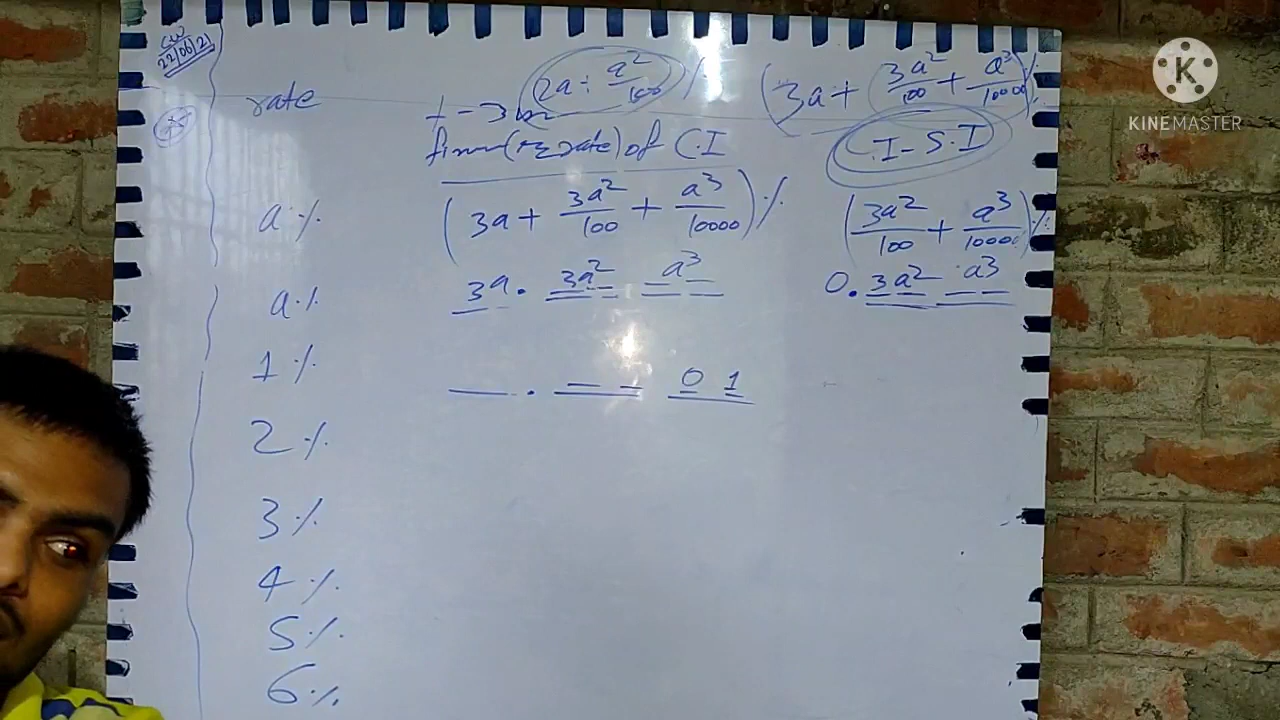 CW
22/06/21
(2a + a²/100)%
(3a + 3a²/100 + a³/10000)%
K
KINEMASTER
rate
t - 3
rate) of C.I
C.I - S.I
a%
(3a + 3a²/100 + a³/10000)%
(3a²/100 + a³/10000)%
a%
3a . 3a² a³
0 . 3a² a³
1%
. 0 1
2%
3%
4%
5%
6%